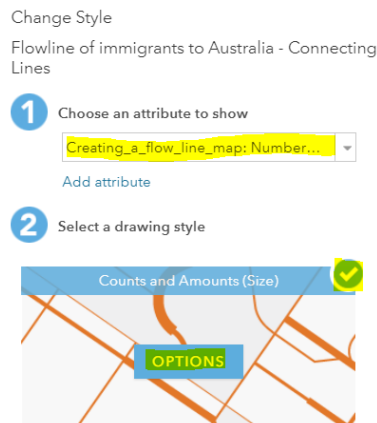 Change Style
Flowline of immigrants to Australia - Connecting
Lines
1 Choose an attribute to show
Creating_a_flow_line_map: Number...
Add attribute
2 Select a drawing style
Counts and Amounts (Size)
OPTIONS